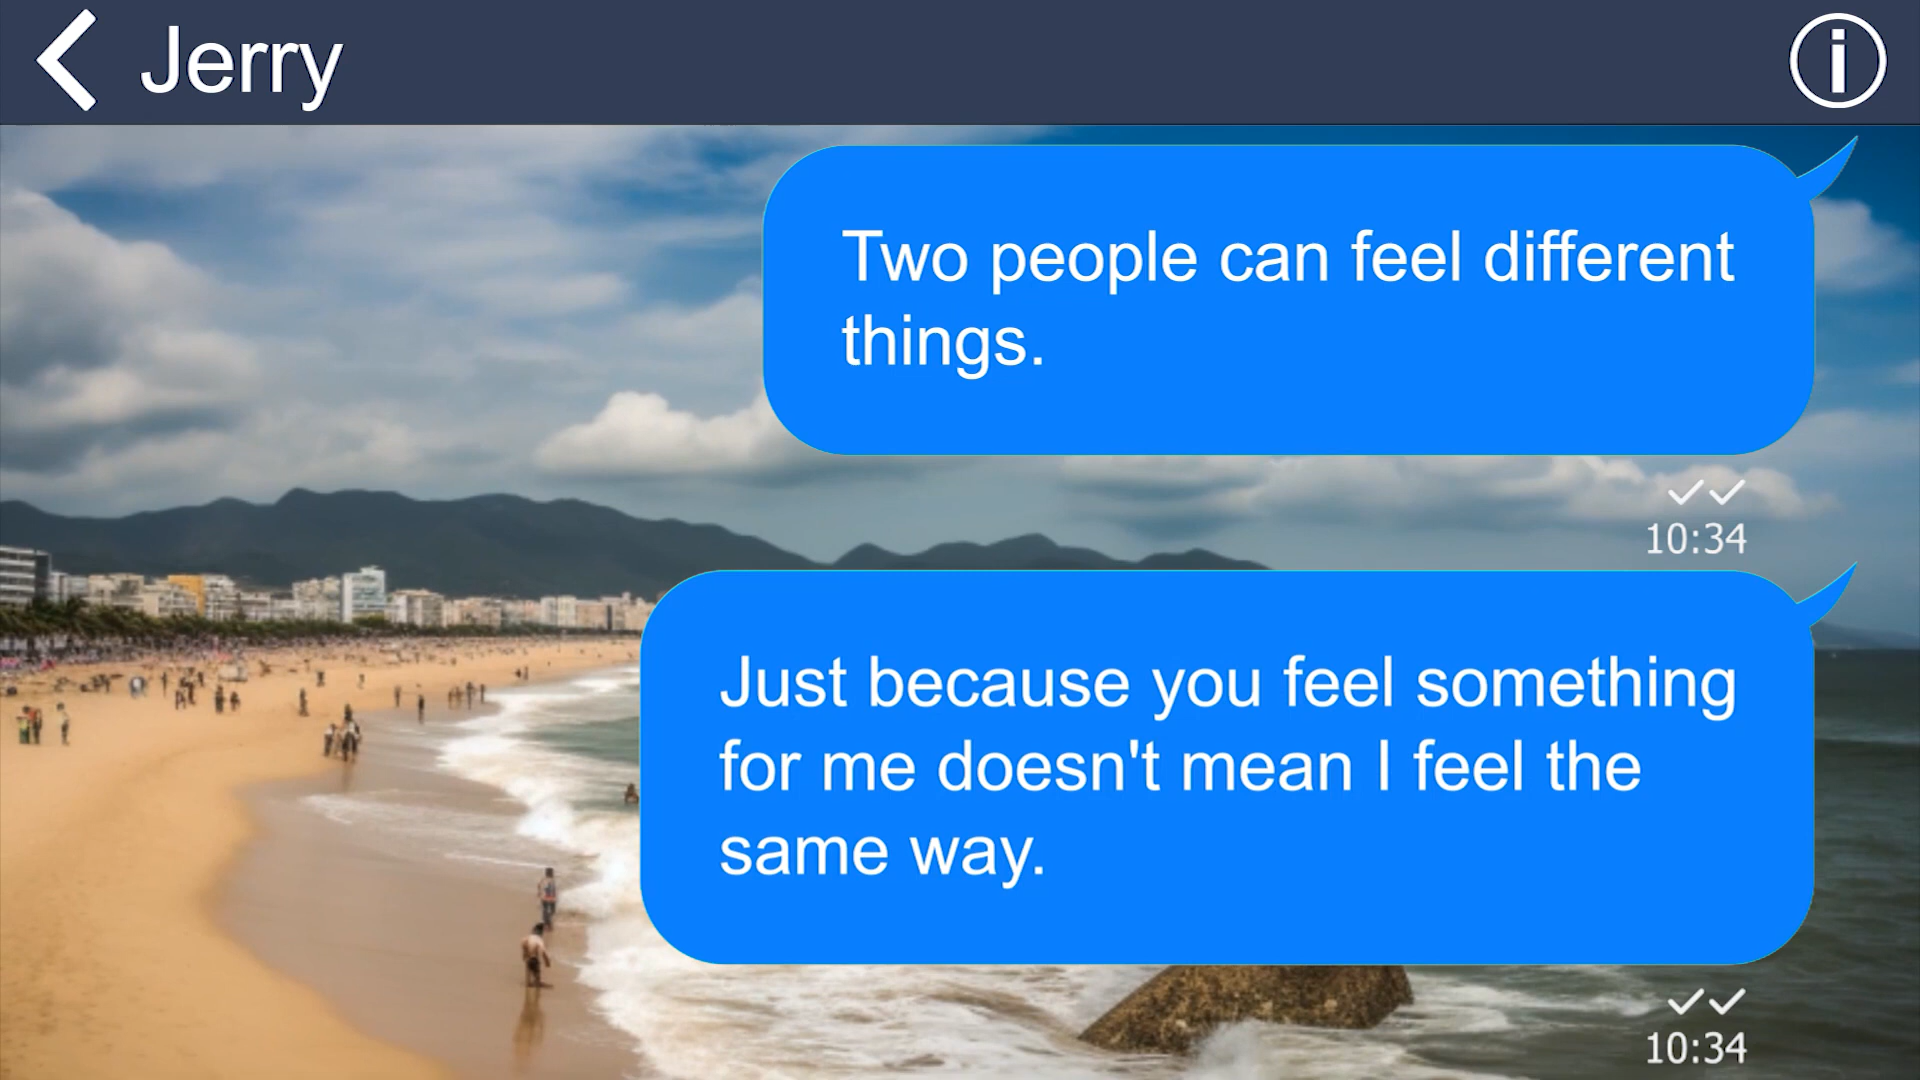 Jerry
Two people can feel different
things.
10:34
Just because you feel something
for me doesn't mean I feel the
same way.
10:34